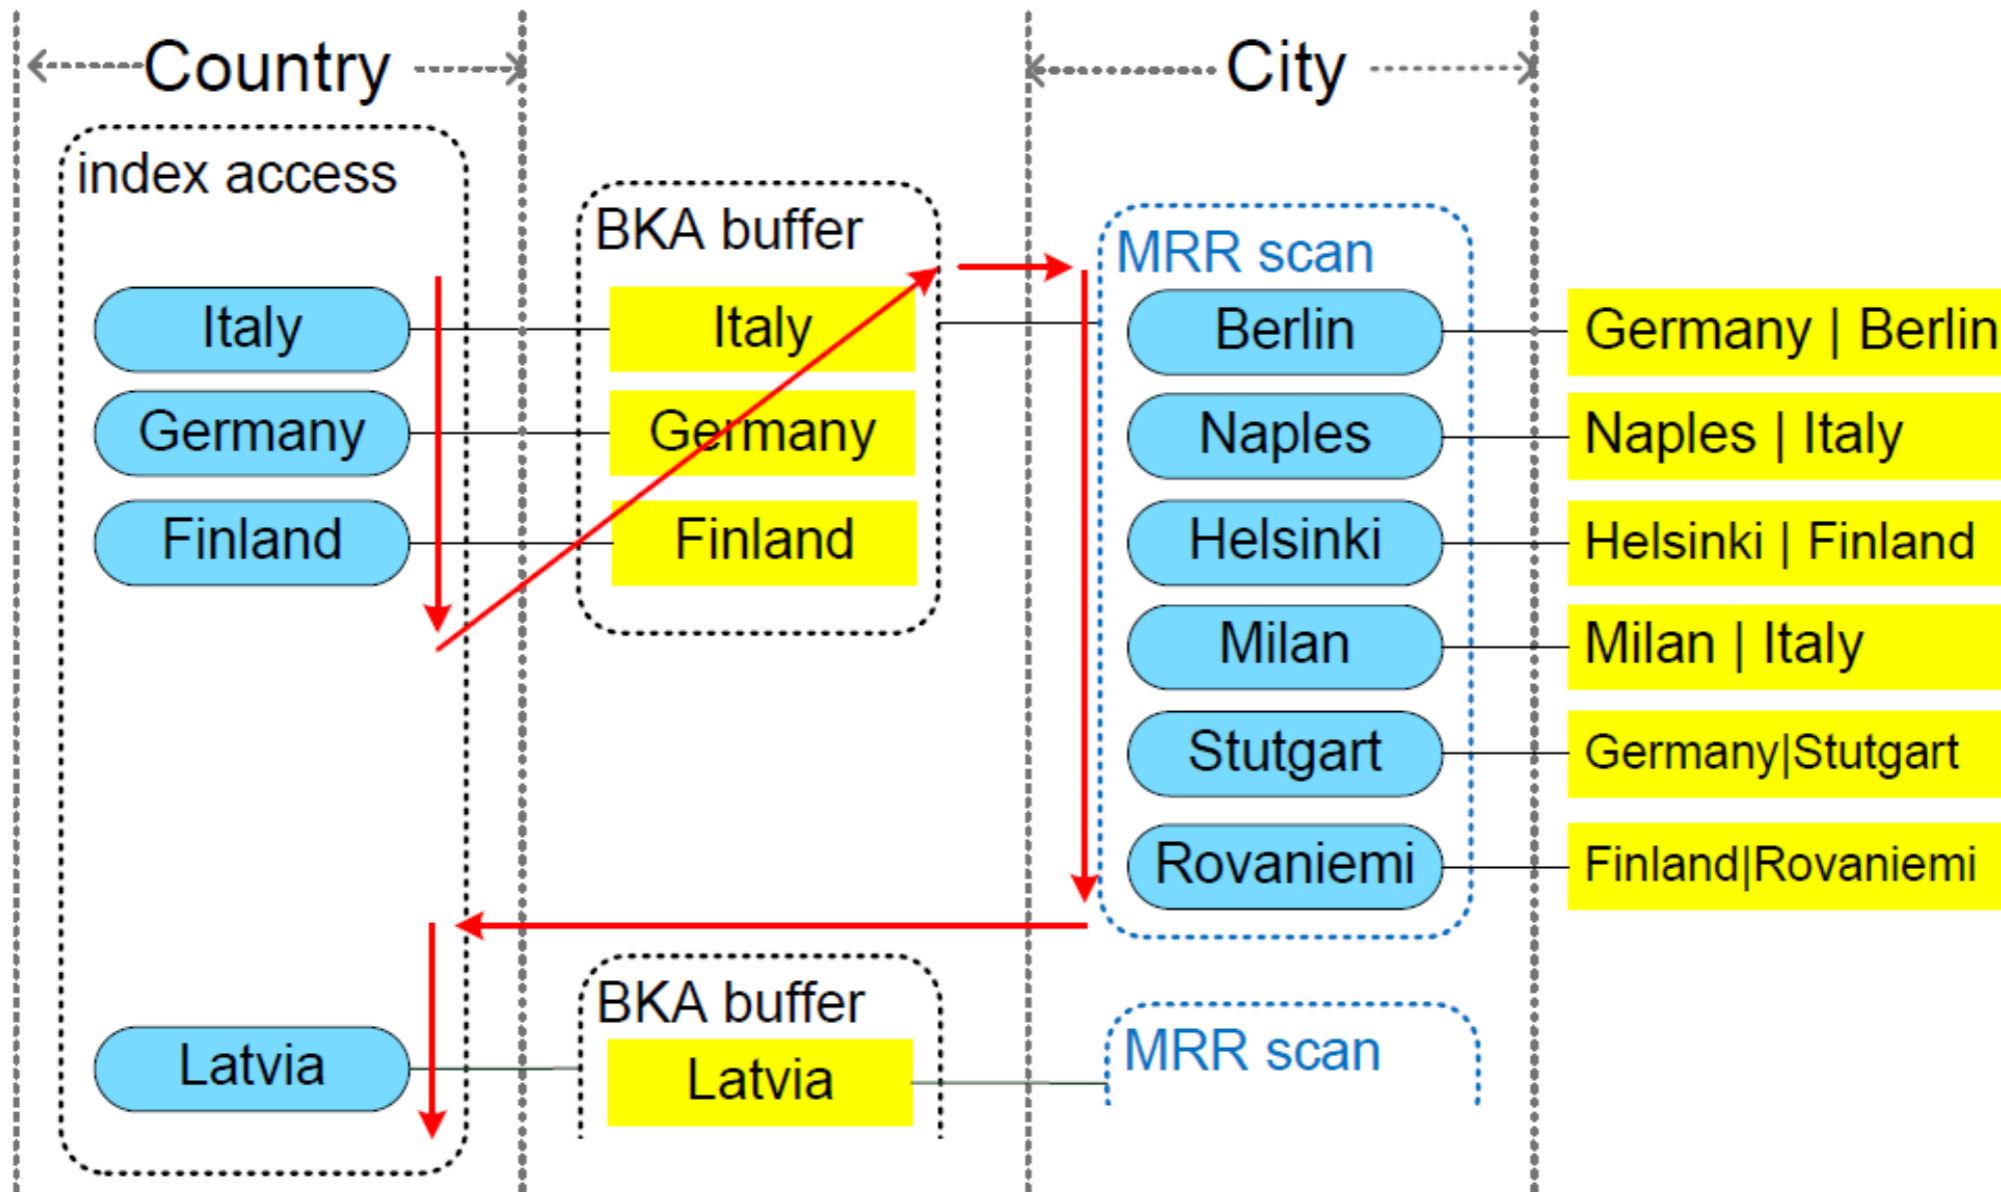 Country
City
index access
BKA buffer
MRR scan
Italy
Italy
Berlin
Germany | Berlin
Germany
Germany
Naples
Naples | Italy
Finland
Finland
Helsinki
Helsinki | Finland
Milan
Milan | Italy
Stutgart
Germany|Stutgart
Rovaniemi
Finland|Rovaniemi
BKA buffer
MRR scan
Latvia
Latvia